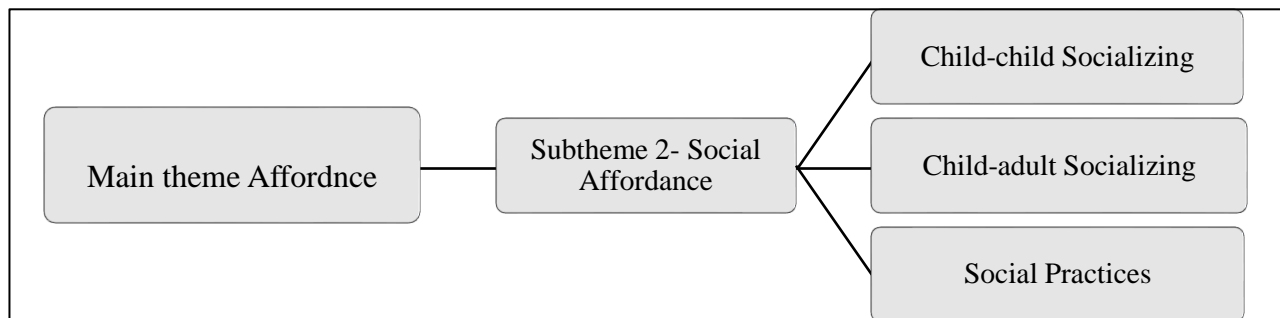 Main theme Affordnce
Subtheme 2- Social
Affordance
Child-child Socializing
Child-adult Socializing
Social Practices